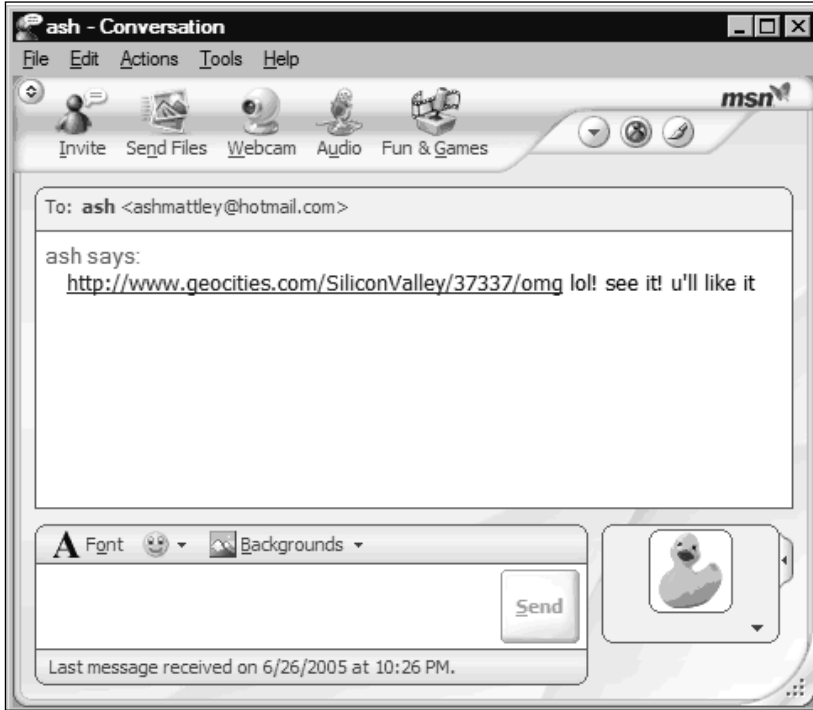 ash - Conversation
File Edit Actions Tools Help
msn
Invite Send Files Webcam Audio Fun & Games
To: ash <ashmattley@hotmail.com>
ash says:
http://www.geocities.com/SiliconValley/37337/omg lol! see it! u'll like it
A Font Backgrounds
Send
Last message received on 6/26/2005 at 10:26 PM.